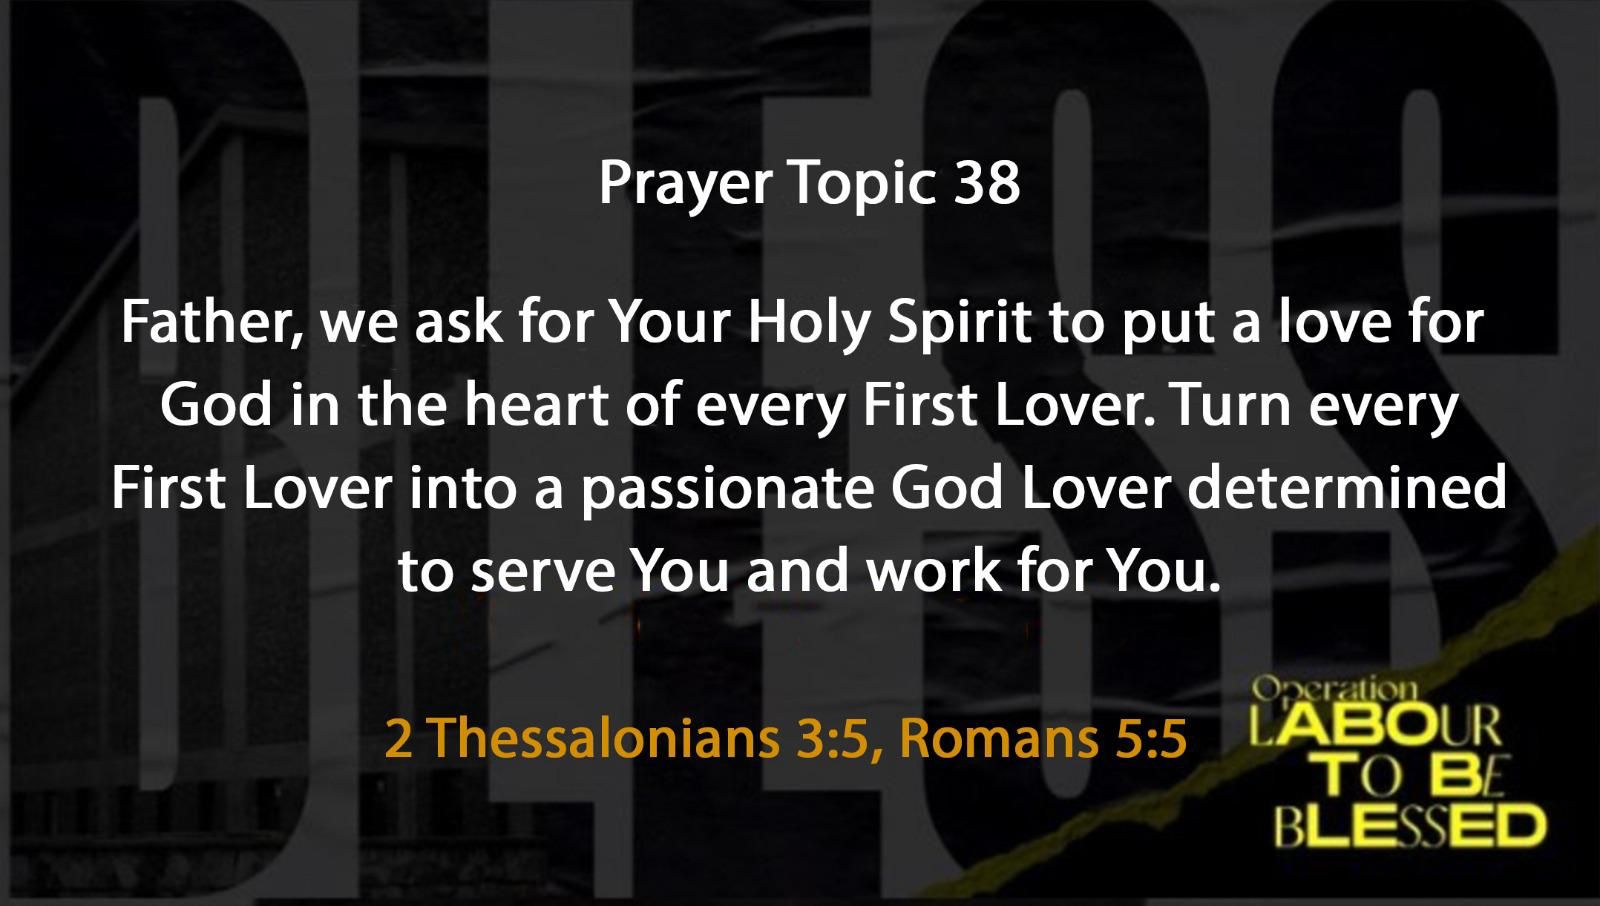 BLESS
Prayer Topic 38
Father, we ask for Your Holy Spirit to put a love for
God in the heart of every First Lover. Turn every
First Lover into a passionate God Lover determined
to serve You and work for You.
2 Thessalonians 3:5, Romans 5:5
Operation
LABOUR
TO BE
BLESSED